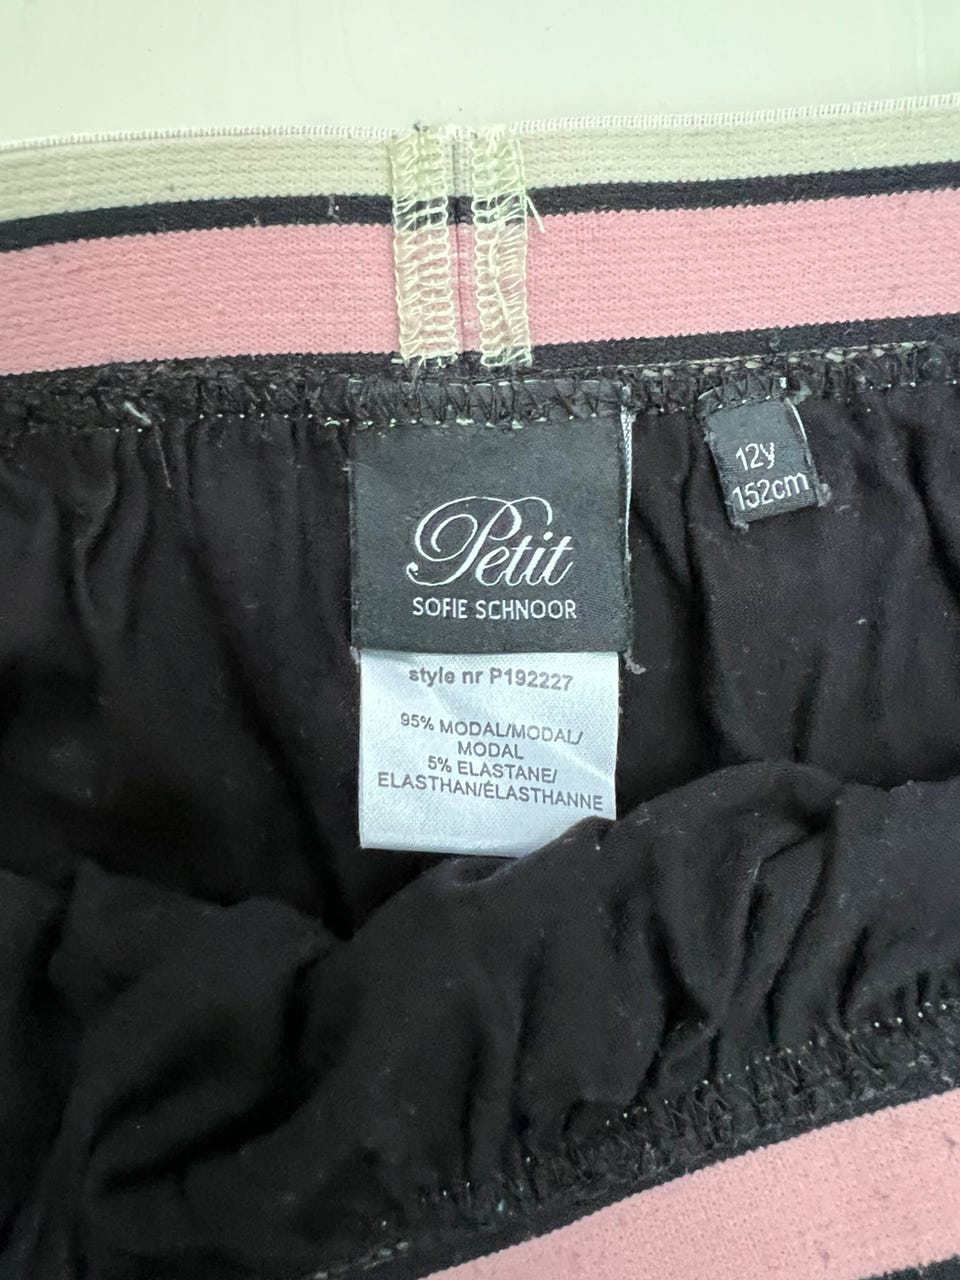 Petit
SOFIE SCHNOOR
12y
152cm
style nr P192227
95% MODAL/MODAL/
MODAL
5% ELASTANE/
ELASTHAN/ÉLASTHANNE